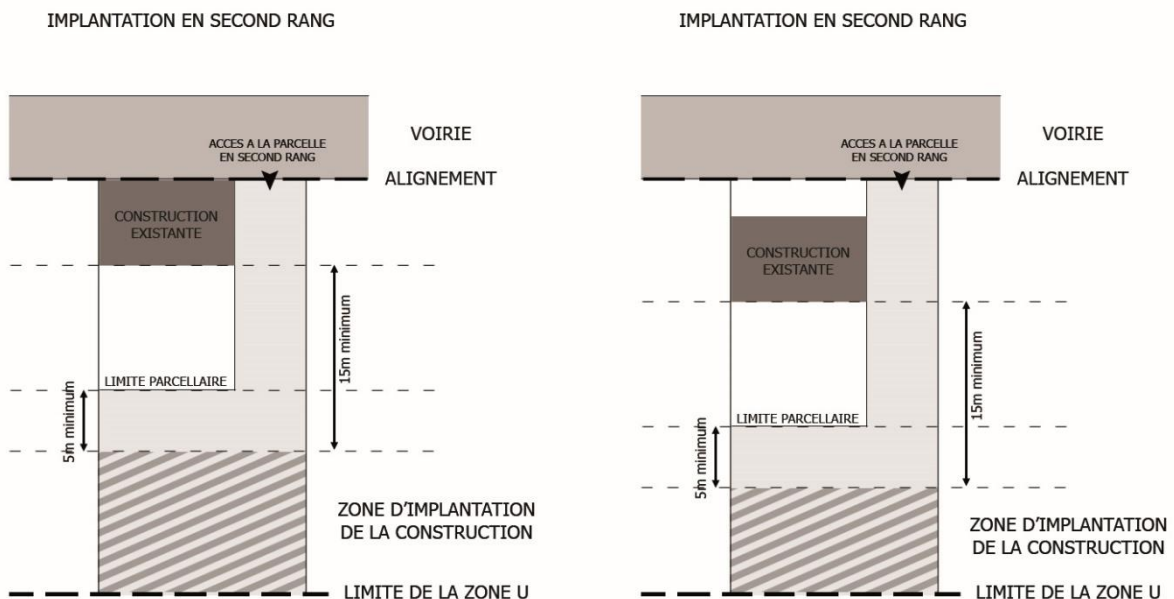 IMPLANTATION EN SECOND RANG
VOIRIE
ACCES A LA PARCELLE
EN SECOND RANG
ALIGNEMENT
CONSTRUCTION
EXISTANTE
15m minimum
LIMITE PARCELLAIRE
5m minimum
ZONE D'IMPLANTATION
DE LA CONSTRUCTION
LIMITE DE LA ZONE U
IMPLANTATION EN SECOND RANG
VOIRIE
ACCES A LA PARCELLE
EN SECOND RANG
ALIGNEMENT
CONSTRUCTION
EXISTANTE
15m minimum
LIMITE PARCELLAIRE
5m minimum
ZONE D'IMPLANTATION
DE LA CONSTRUCTION
LIMITE DE LA ZONE U